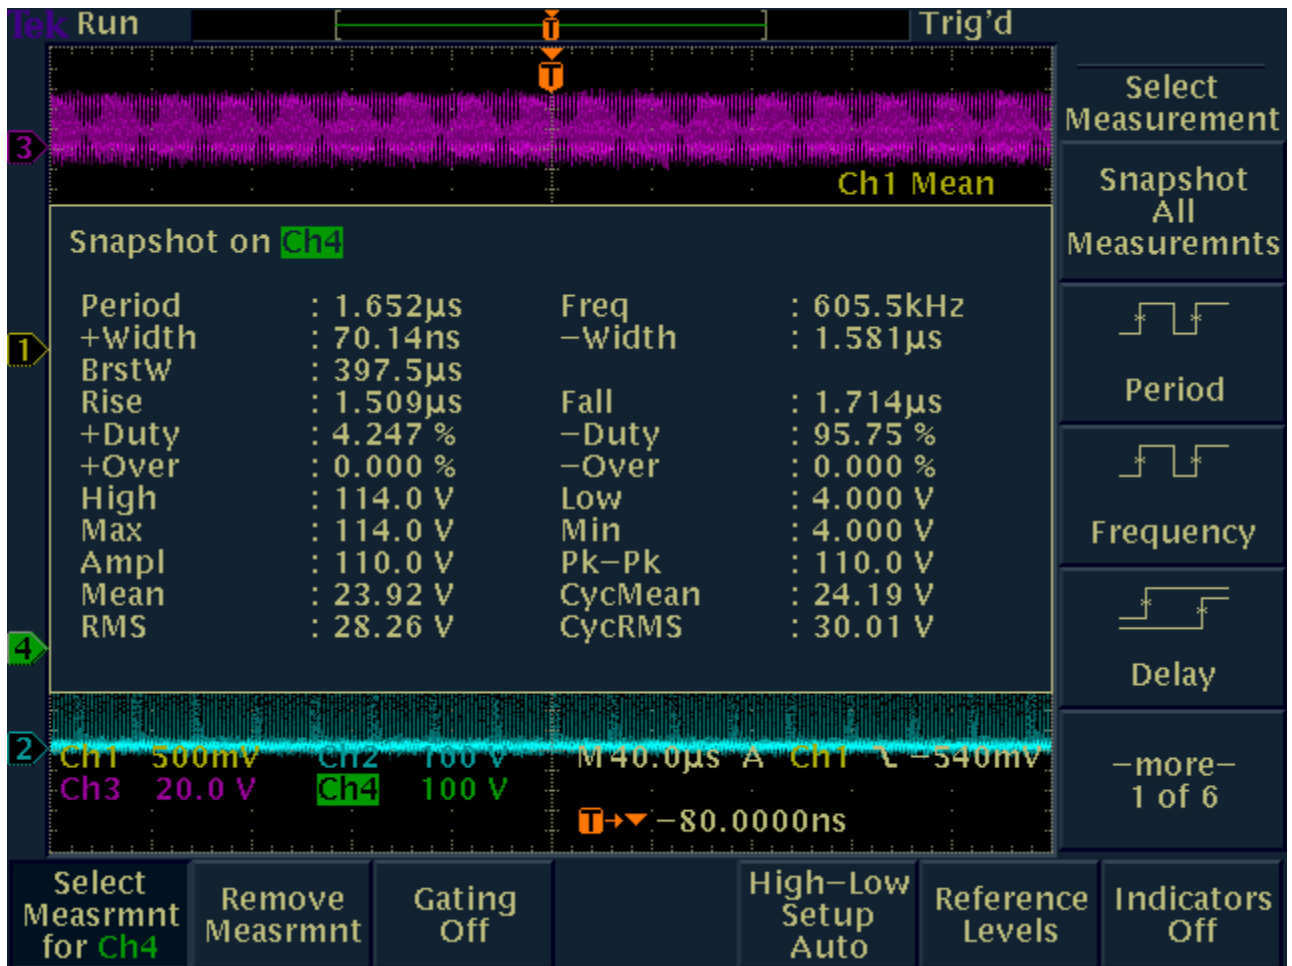 Tek Run Trig'd
T
T
3
Ch1 Mean
Snapshot on Ch4
Period : 1.652µs Freq : 605.5kHz
1
+Width : 70.14ns −Width : 1.581µs
BrstW : 397.5µs
Rise : 1.509µs Fall : 1.714µs
+Duty : 4.247 % −Duty : 95.75 %
+Over : 0.000 % −Over : 0.000 %
High : 114.0 V Low : 4.000 V
Max : 114.0 V Min : 4.000 V
Ampl : 110.0 V Pk−Pk : 110.0 V
Mean : 23.92 V CycMean : 24.19 V
RMS : 28.26 V CycRMS : 30.01 V
4
2
Ch1 500mV Ch2 100 V M 40.0µs A Ch1 −540mV
Ch3 20.0 V Ch4 100 V
T→▼ −80.0000ns
Select
Measurement
Snapshot
All
Measuremnts
Period
Frequency
Delay
−more−
1 of 6
Select
Measrmnt
for Ch4
Remove
Measrmnt
Gating
Off
High−Low
Setup
Auto
Reference
Levels
Indicators
Off